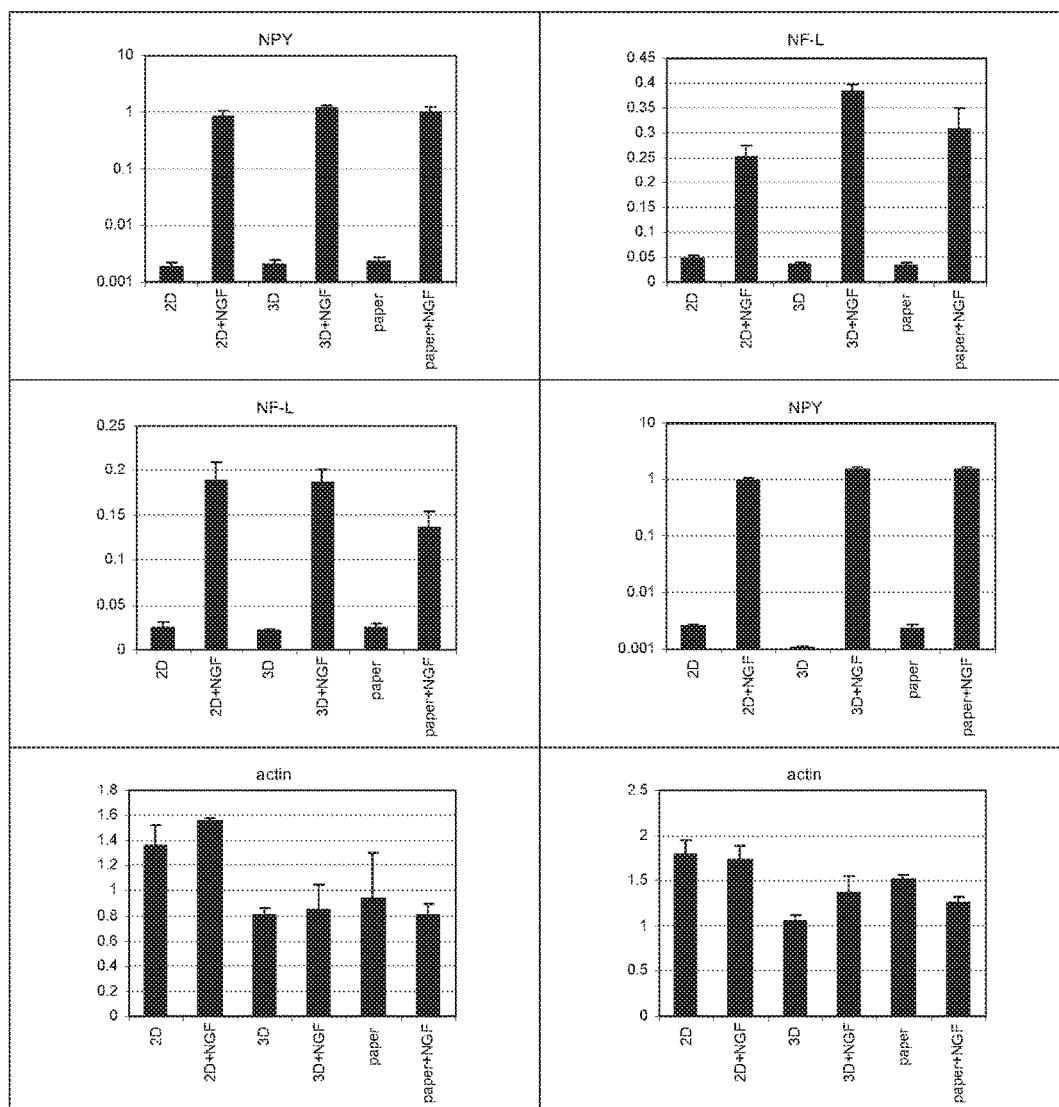 NPY
10
1
0.1
0.01
0.001
2D
2D+NGF
3D
3D+NGF
paper
paper+NGF
NF-L
0.45
0.4
0.35
0.3
0.25
0.2
0.15
0.1
0.05
0
2D
2D+NGF
3D
3D+NGF
paper
paper+NGF
NF-L
0.25
0.2
0.15
0.1
0.05
0
2D
2D+NGF
3D
3D+NGF
paper
paper+NGF
NPY
10
1
0.1
0.01
0.001
2D
2D+NGF
3D
3D+NGF
paper
paper+NGF
actin
1.8
1.6
1.4
1.2
1
0.8
0.6
0.4
0.2
0
2D
2D+NGF
3D
3D+NGF
paper
paper+NGF
actin
2.5
2
1.5
1
0.5
0
2D
2D+NGF
3D
3D+NGF
paper
paper+NGF